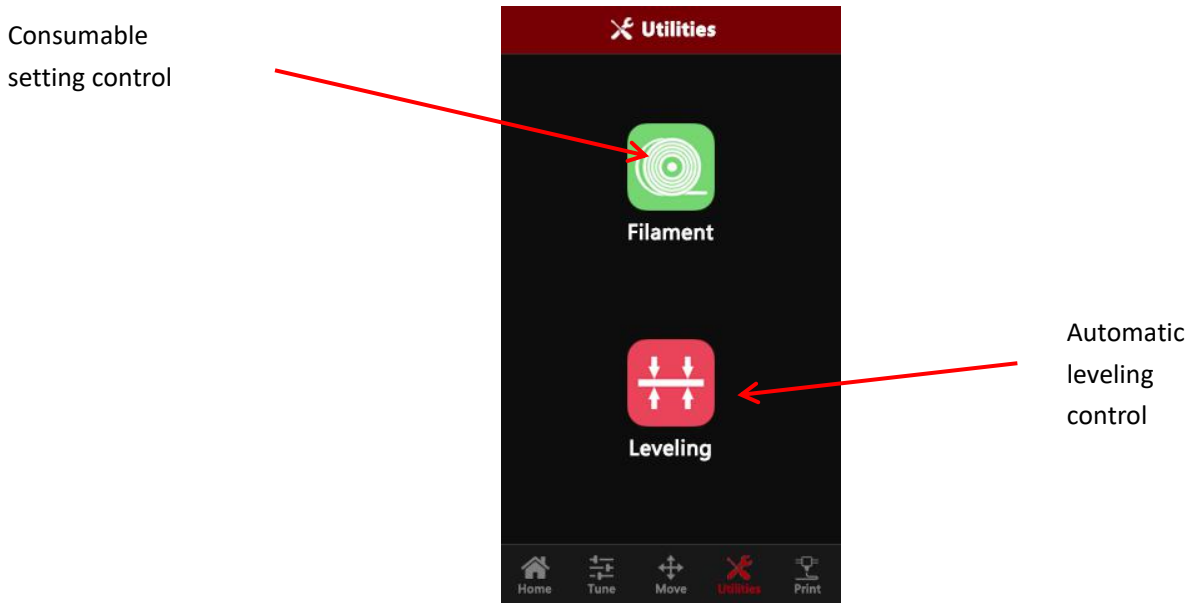 Consumable
setting control
Utilities
Filament
Automatic
leveling
control
Leveling
Home Tune Move Utilities Print